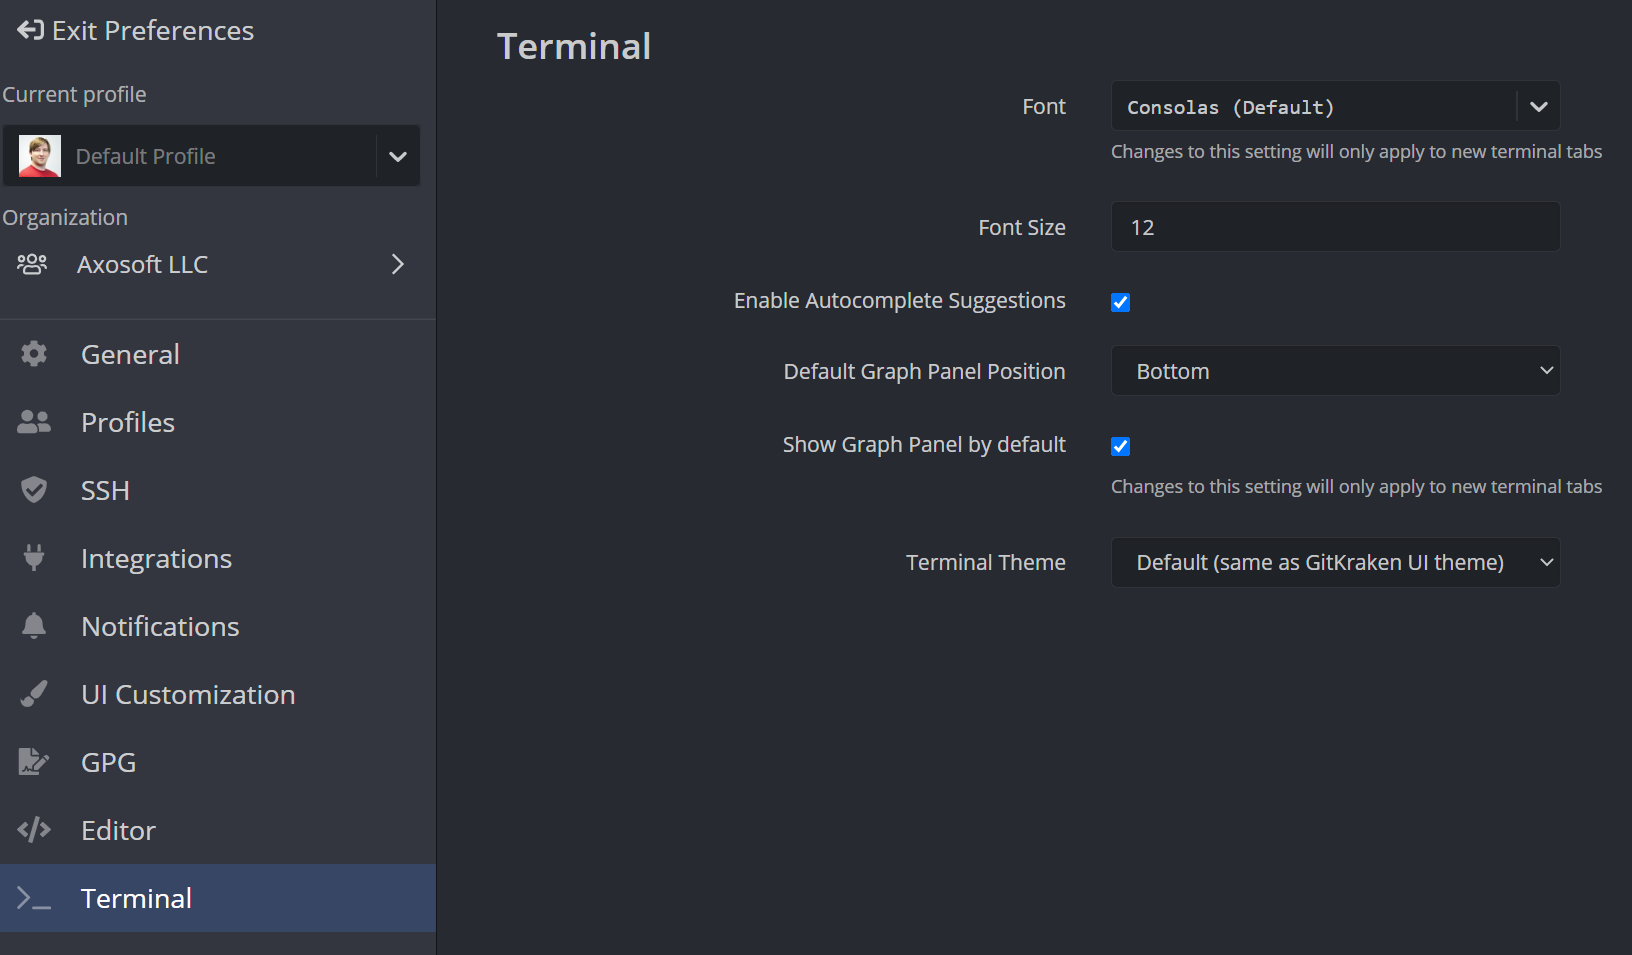 Exit Preferences
Current profile
Default Profile
Organization
Axosoft LLC
General
Profiles
SSH
Integrations
Notifications
UI Customization
GPG
Editor
Terminal
Terminal
Font
Consolas (Default)
Changes to this setting will only apply to new terminal tabs
Font Size
12
Enable Autocomplete Suggestions
Default Graph Panel Position
Bottom
Show Graph Panel by default
Changes to this setting will only apply to new terminal tabs
Terminal Theme
Default (same as GitKraken UI theme)